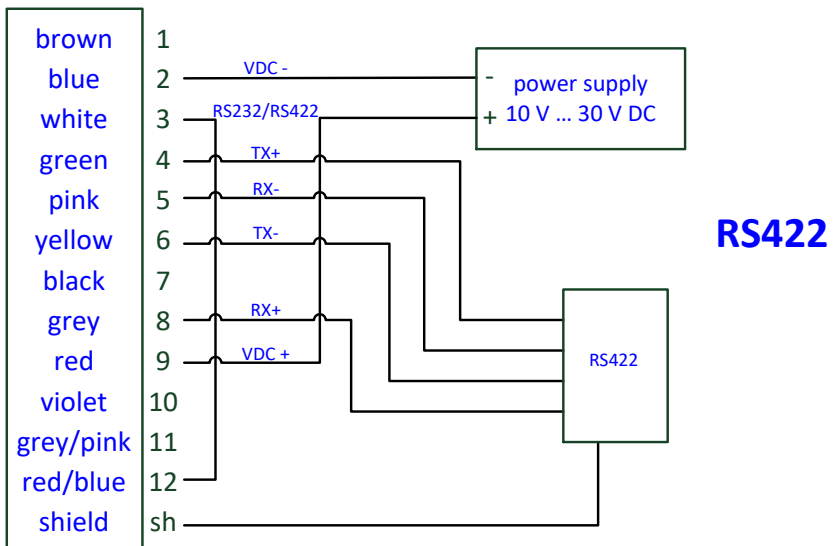 brown 1
blue 2 VDC - -
power supply
white 3 RS232/RS422 + 10 V ... 30 V DC
green 4 TX+
pink 5 RX-
yellow 6 TX-
RS422
black 7
grey 8 RX+
red 9 VDC + RS422
violet 10
grey/pink 11
red/blue 12
shield sh